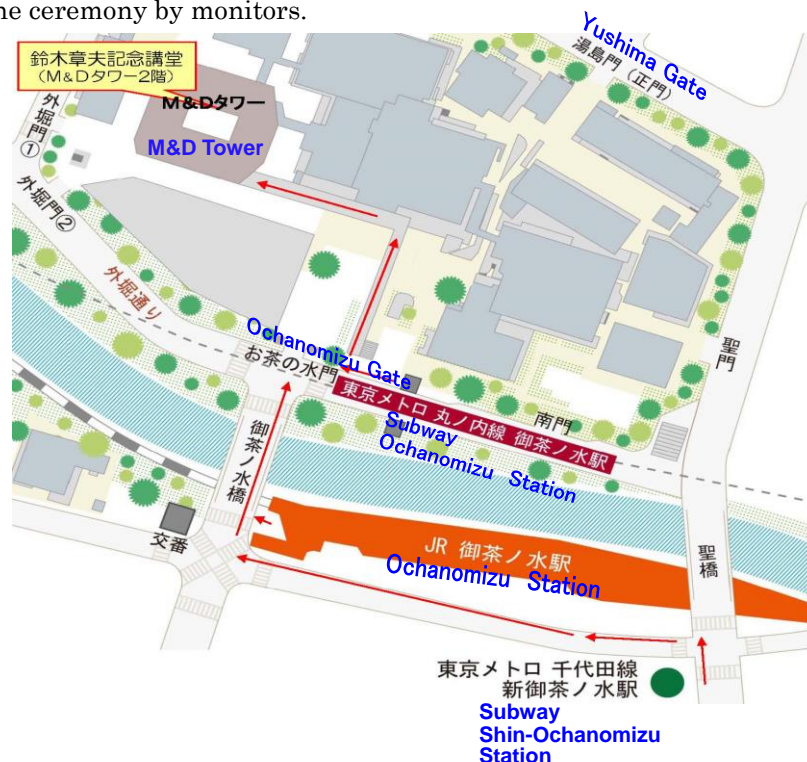 ne ceremony by monitors.
Yushima Gate
湯島門(正門)
鈴木章夫記念講堂
(M&Dタワー2階)
M&Dタワー
M&D Tower
外堀門①
外堀門②
外堀通り
Ochanomizu Gate
お茶の水門
聖門
南門
東京メトロ 丸ノ内線 御茶ノ水駅
Subway
Ochanomizu Station
御茶ノ水橋
交番
JR 御茶ノ水駅
Ochanomizu Station
聖橋
東京メトロ 千代田線
新御茶ノ水駅
Subway
Shin-Ochanomizu
Station